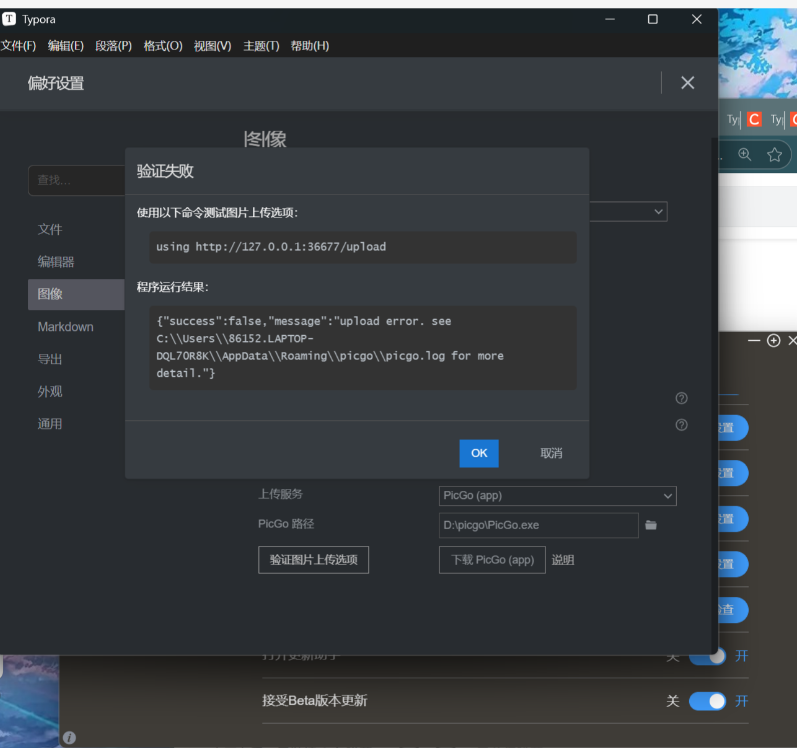 Typora
文件(F) 编辑(E) 段落(P) 格式(O) 视图(V) 主题(T) 帮助(H)
偏好设置
图像
查找...
文件
编辑器
图像
Markdown
导出
外观
通用
验证失败
使用以下命令测试图片上传选项:
using http://127.0.0.1:36677/upload
程序运行结果:
{"success":false,"message":"upload error. see
C:\\Users\\86152.LAPTOP-
DQL7OR8K\\AppData\\Roaming\\picgo\\picgo.log for more
detail."}
OK 取消
上传服务 PicGo (app)
PicGo 路径 D:\picgo\PicGo.exe
验证图片上传选项 下载 PicGo (app) 说明
Ty C Ty
置
置
置
置
查
关 开
接受Beta版本更新 关 开